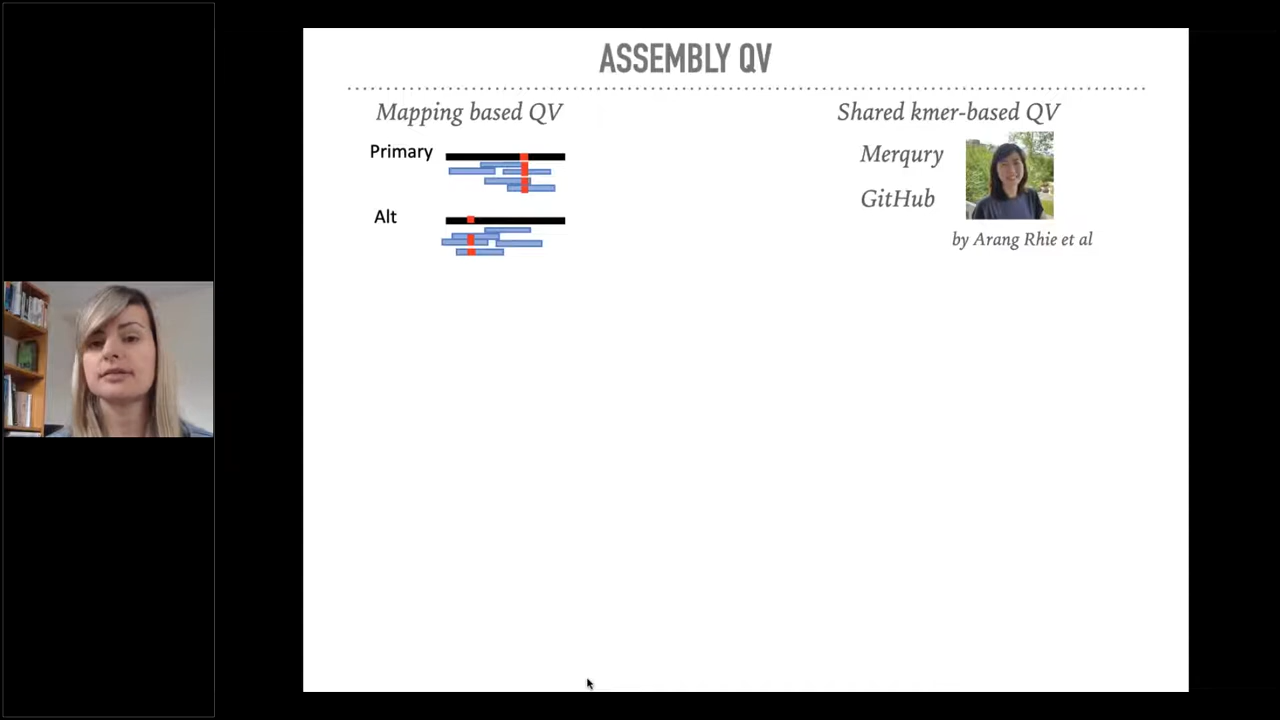 ASSEMBLY QV
Mapping based QV
Primary
Alt
Shared kmer-based QV
Merqury
GitHub
by Arang Rhie et al